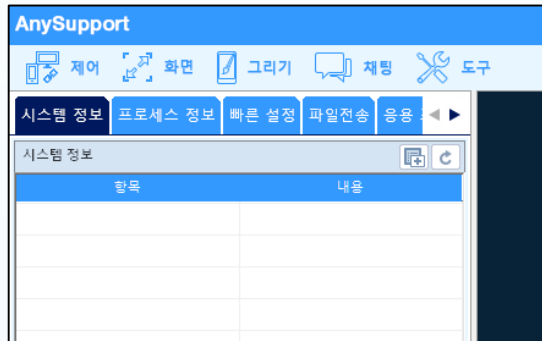 AnySupport
제어 화면 그리기 채팅 도구
시스템 정보 프로세스 정보 빠른 설정 파일전송 응용
시스템 정보
항목 내용